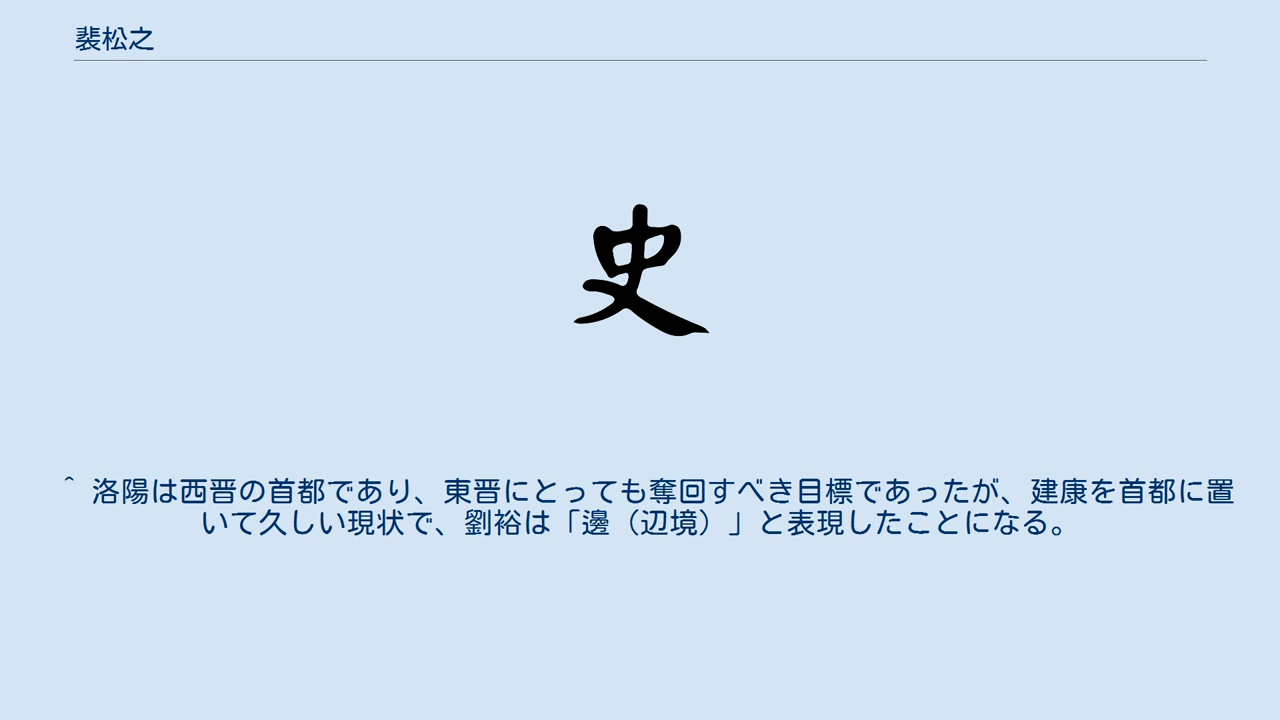 裴松之
史
^ 洛陽は西晋の首都であり、東晋にとっても奪回すべき目標であったが、建康を首都に置
いて久しい現状で、劉裕は「邊（辺境）」と表現したことになる。